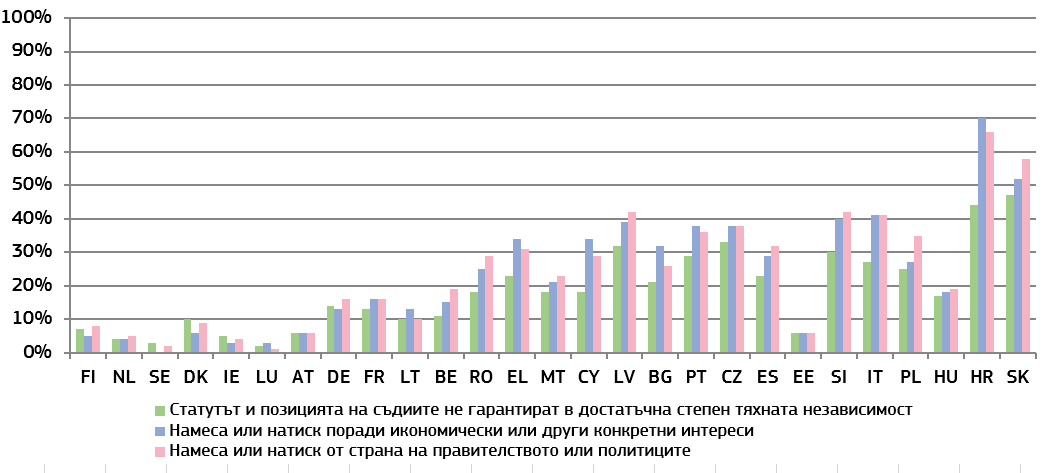 100%
90%
80%
70%
60%
50%
40%
30%
20%
10%
0%
FI NL SE DK IE LU AT DE FR LT BE RO EL MT CY LV BG PT CZ ES EE SI IT PL HU HR SK
Статутът и позицията на съдиите не гарантират в достатъчна степен тяхната независимост
Намеса или натиск поради икономически или други конкретни интереси
Намеса или натиск от страна на правителството или политиците